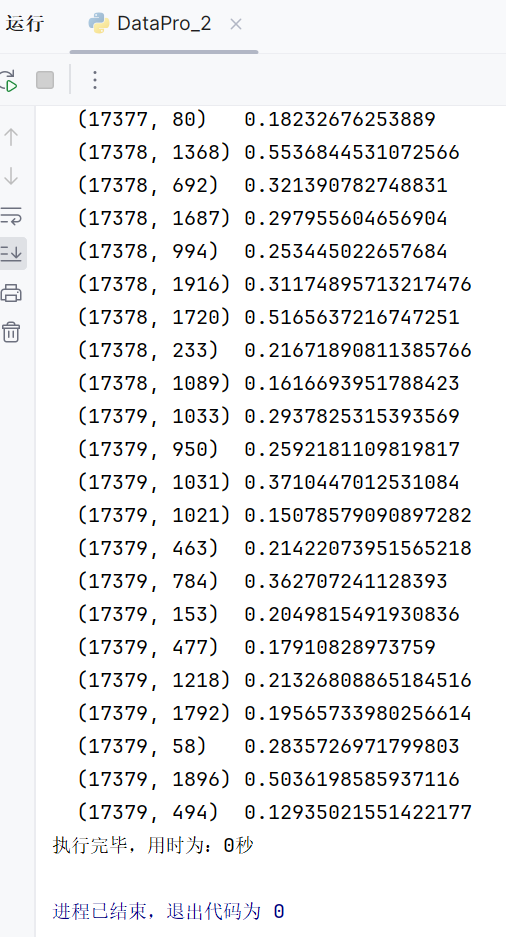 运行
DataPro_2
(17377, 80) 0.18232676253889
(17378, 1368) 0.5536844531072566
(17378, 692) 0.321390782748831
(17378, 1687) 0.297955604656904
(17378, 994) 0.253445022657684
(17378, 1916) 0.31174895713217476
(17378, 1720) 0.5165637216747251
(17378, 233) 0.21671890811385766
(17378, 1089) 0.1616693951788423
(17379, 1033) 0.2937825315393569
(17379, 950) 0.2592181109819817
(17379, 1031) 0.3710447012531084
(17379, 1021) 0.15078579090897282
(17379, 463) 0.21422073951565218
(17379, 784) 0.362707241128393
(17379, 153) 0.2049815491930836
(17379, 477) 0.17910828973759
(17379, 1218) 0.21326808865184516
(17379, 1792) 0.19565733980256614
(17379, 58) 0.2835726971799803
(17379, 1896) 0.5036198585937116
(17379, 494) 0.12935021551422177
执行完毕，用时为：0秒
进程已结束，退出代码为 0